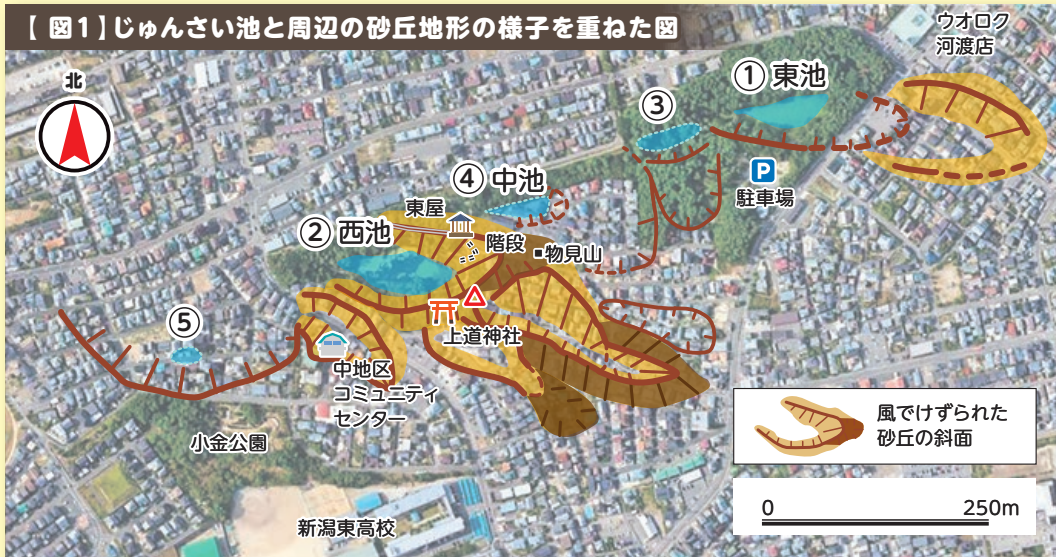 【図1】じゅんさい池と周辺の砂丘地形の様子を重ねた図
ウオロク
河渡店
北
① 東池
③
P
駐車場
④ 中池
東屋
② 西池
階段
■物見山
上道神社
⑤
中地区
コミュニティ
センター
小金公園
新潟東高校
風でけずられた
砂丘の斜面
0 250m